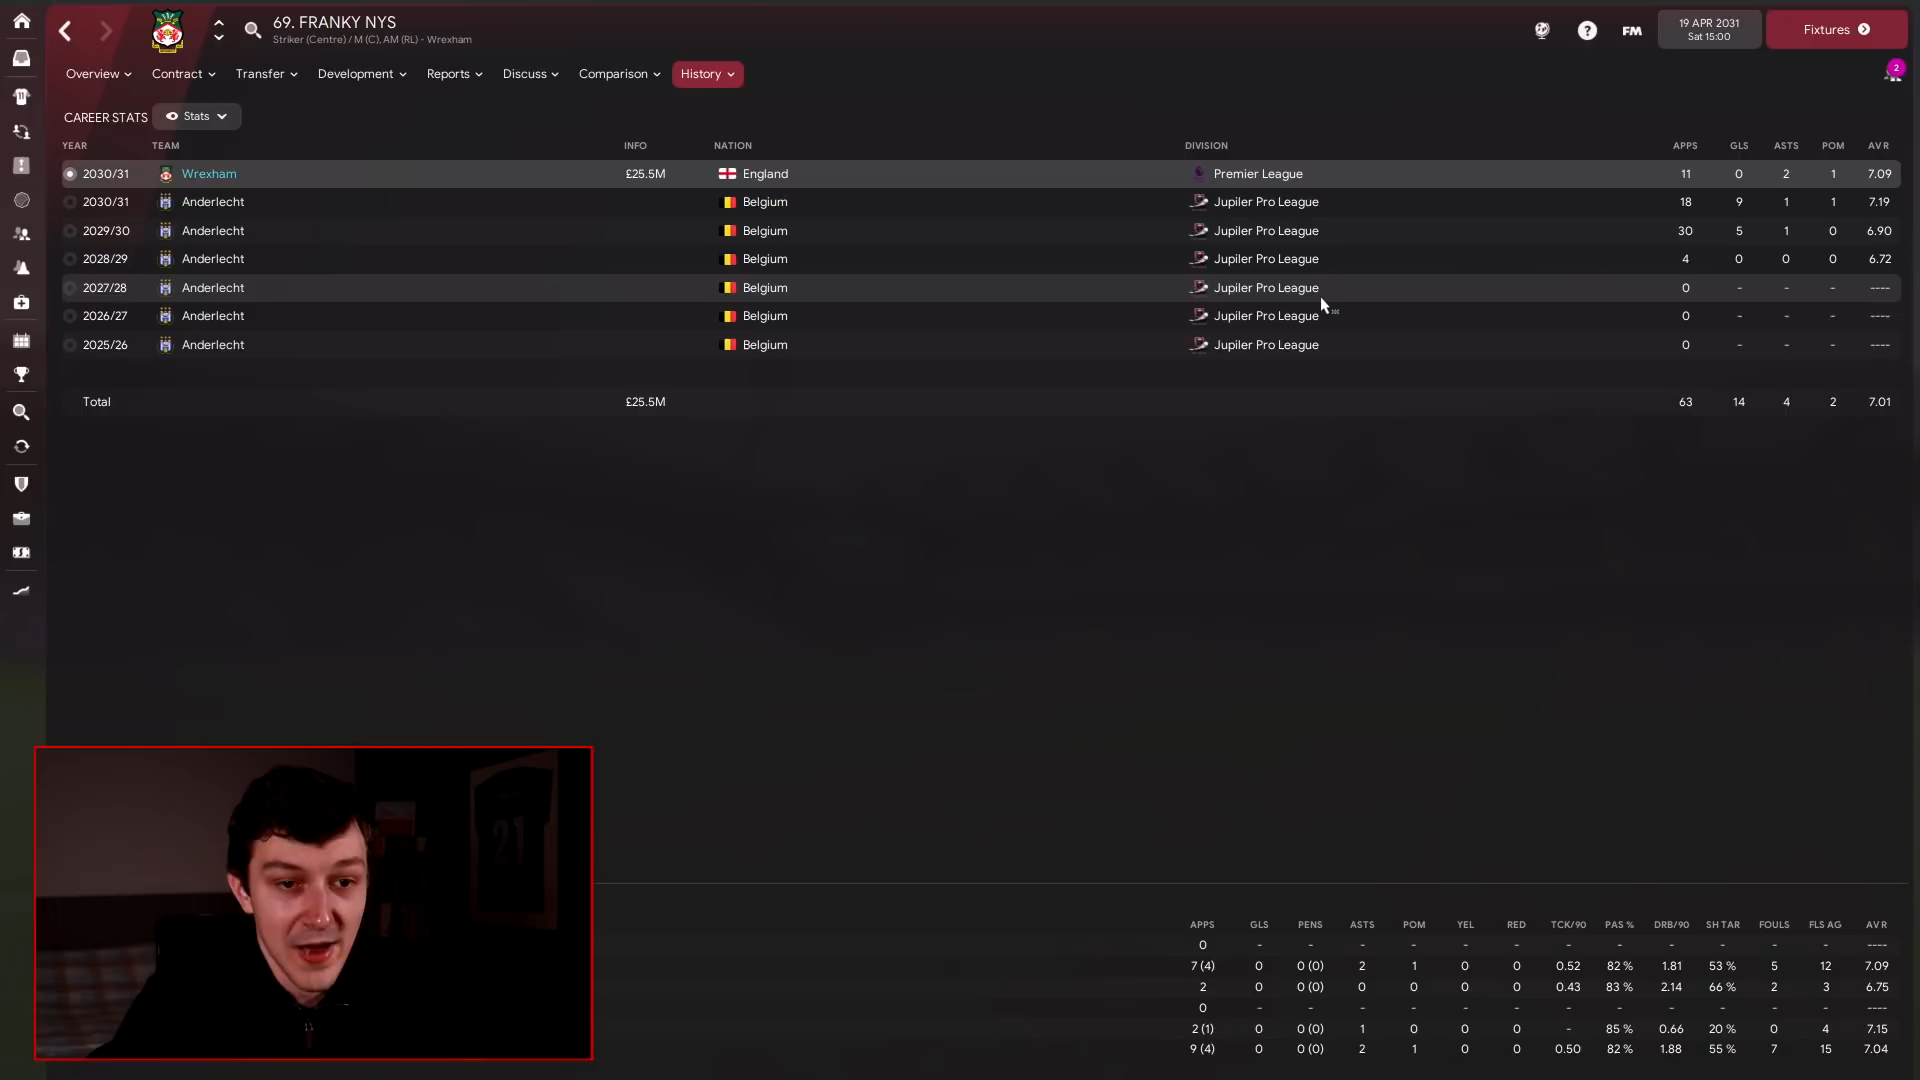 69. FRANKY NYS
Striker (Centre) / M (C), AM (RL) - Wrexham
FM
19 APR 2031
Sat 15:00
Fixtures
Overview Contract Transfer Development Reports Discuss Comparison History
2
CAREER STATS Stats
YEAR TEAM INFO NATION DIVISION APPS GLS ASTS POM AV R
2030/31 Wrexham £25.5M England Premier League 11 0 2 1 7.09
2030/31 Anderlecht Belgium Jupiler Pro League 18 9 1 1 7.19
2029/30 Anderlecht Belgium Jupiler Pro League 30 5 1 0 6.90
2028/29 Anderlecht Belgium Jupiler Pro League 4 0 0 0 6.72
2027/28 Anderlecht Belgium Jupiler Pro League 0 - - - ----
2026/27 Anderlecht Belgium Jupiler Pro League 0 - - - ----
2025/26 Anderlecht Belgium Jupiler Pro League 0 - - - ----
Total £25.5M 63 14 4 2 7.01
21
APPS GLS PENS ASTS POM YEL RED TCK/90 PAS % DRB/90 SH TAR FOULS FLS AG AV R
0 - - - - - - - - - - - - ----
7 (4) 0 0 (0) 2 1 0 0 0.52 82 % 1.81 53 % 5 12 7.09
2 0 0 (0) 0 0 0 0 0.43 83 % 2.14 66 % 2 3 6.75
0 - - - - - - - - - - - - ----
2 (1) 0 0 (0) 1 0 0 0 - 85 % 0.66 20 % 0 4 7.15
9 (4) 0 0 (0) 2 1 0 0 0.50 82 % 1.88 55 % 7 15 7.04